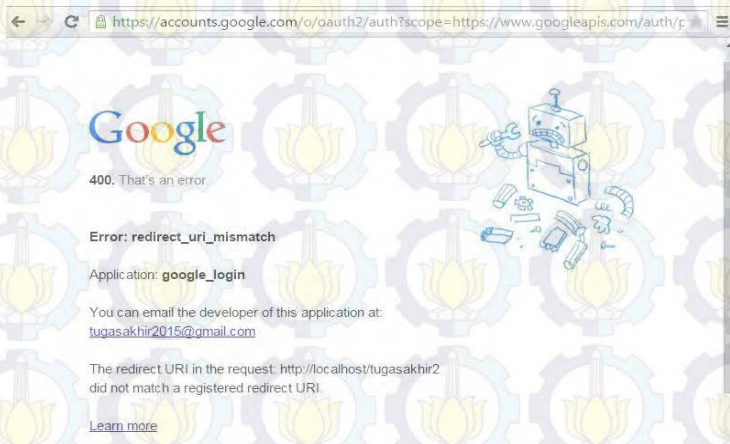 https://accounts.google.com/o/oauth2/auth?scope=https://www.googleapis.com/auth/p
Google
400. That's an error.
Error: redirect_uri_mismatch
Application: google_login
You can email the developer of this application at:
tugasakhir2015@gmail.com
The redirect URI in the request: http://localhost/tugasakhir2
did not match a registered redirect URI.
Learn more